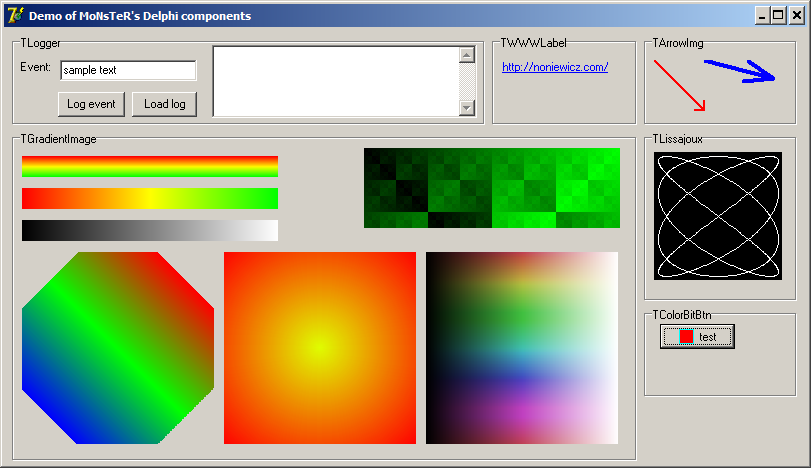 Demo of MoNsTeR's Delphi components
TLogger
Event:
sample text
Log event
Load log
TWWWLabel
http://noniewicz.com/
TArrowImg
TGradientImage
TLissajoux
TColorBitBtn
test